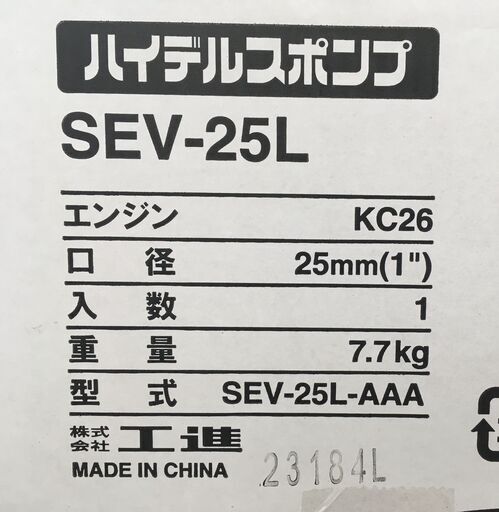 ハイデルスポンプ
SEV-25L
エンジン KC26
口径 25mm(1")
入数 1
重量 7.7kg
型式 SEV-25L-AAA
株式会社 工進
MADE IN CHINA 23184L